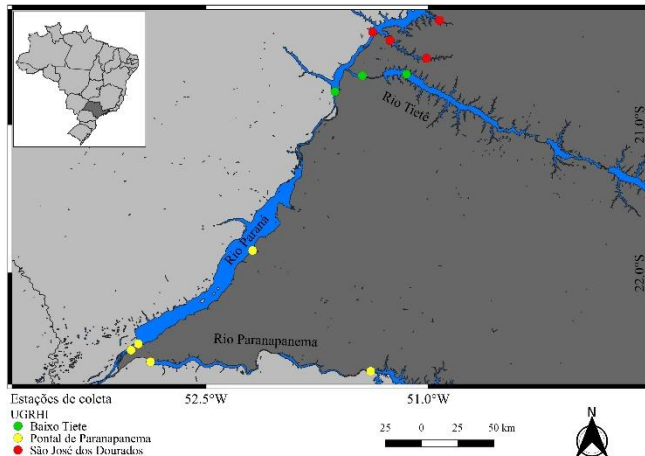 Rio Tietê
21.0°S
Rio Paraná
22.0°S
Rio Paranapanema
52.5°W
51.0°W
Estações de coleta
UGRHI
Baixo Tiete
Pontal de Paranapanema
São José dos Dourados
25 0 25 50 km
N